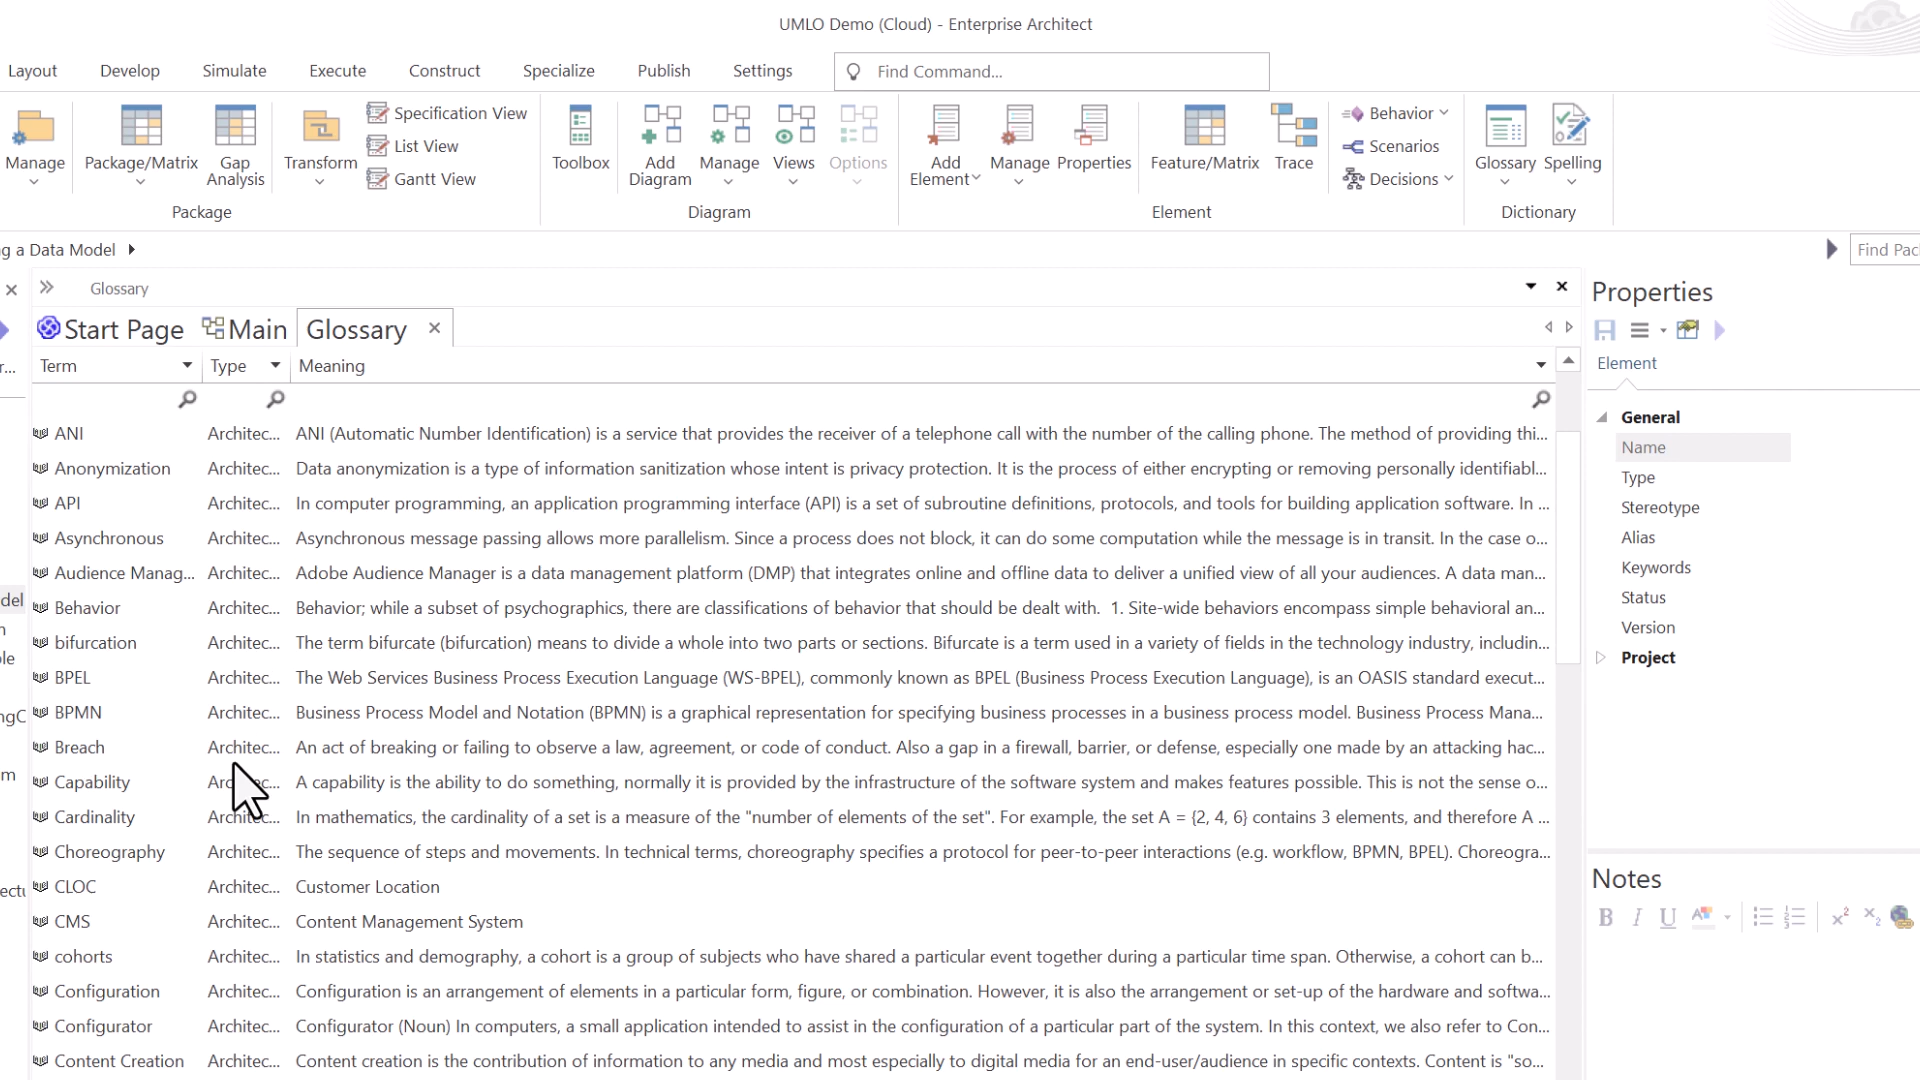 UMLO Demo (Cloud) - Enterprise Architect
Layout Develop Simulate Execute Construct Specialize Publish Settings Find Command...
Manage Package/Matrix Gap Analysis Transform Specification View List View Gantt View
Package
Toolbox Add Diagram Manage Views Options
Diagram
Add Element Manage Properties Feature/Matrix Trace Behavior Scenarios Decisions
Element
Glossary Spelling
Dictionary
g a Data Model Find Pac
Glossary
Start Page Main Glossary
Term Type Meaning
ANI Architec... ANI (Automatic Number Identification) is a service that provides the receiver of a telephone call with the number of the calling phone. The method of providing thi...
Anonymization Architec... Data anonymization is a type of information sanitization whose intent is privacy protection. It is the process of either encrypting or removing personally identifiabl...
API Architec... In computer programming, an application programming interface (API) is a set of subroutine definitions, protocols, and tools for building application software. In ...
Asynchronous Architec... Asynchronous message passing allows more parallelism. Since a process does not block, it can do some computation while the message is in transit. In the case o...
Audience Manag... Architec... Adobe Audience Manager is a data management platform (DMP) that integrates online and offline data to deliver a unified view of all your audiences. A data man...
Behavior Architec... Behavior; while a subset of psychographics, there are classifications of behavior that should be dealt with. 1. Site-wide behaviors encompass simple behavioral an...
bifurcation Architec... The term bifurcate (bifurcation) means to divide a whole into two parts or sections. Bifurcate is a term used in a variety of fields in the technology industry, includin...
BPEL Architec... The Web Services Business Process Execution Language (WS-BPEL), commonly known as BPEL (Business Process Execution Language), is an OASIS standard execut...
BPMN Architec... Business Process Model and Notation (BPMN) is a graphical representation for specifying business processes in a business process model. Business Process Mana...
Breach Architec... An act of breaking or failing to observe a law, agreement, or code of conduct. Also a gap in a firewall, barrier, or defense, especially one made by an attacking hac...
Capability Architec... A capability is the ability to do something, normally it is provided by the infrastructure of the software system and makes features possible. This is not the sense o...
Cardinality Architec... In mathematics, the cardinality of a set is a measure of the "number of elements of the set". For example, the set A = {2, 4, 6} contains 3 elements, and therefore A ...
Choreography Architec... The sequence of steps and movements. In technical terms, choreography specifies a protocol for peer-to-peer interactions (e.g. workflow, BPMN, BPEL). Choreogra...
CLOC Architec... Customer Location
CMS Architec... Content Management System
cohorts Architec... In statistics and demography, a cohort is a group of subjects who have shared a particular event together during a particular time span. Otherwise, a cohort can b...
Configuration Architec... Configuration is an arrangement of elements in a particular form, figure, or combination. However, it is also the arrangement or set-up of the hardware and softwa...
Configurator Architec... Configurator (Noun) In computers, a small application intended to assist in the configuration of a particular part of the system. In this context, we also refer to Con...
Content Creation Architec... Content creation is the contribution of information to any media and most especially to digital media for an end-user/audience in specific contexts. Content is "so...
Properties
Element
General
Name
Type
Stereotype
Alias
Keywords
Status
Version
Project
Notes
B I U A